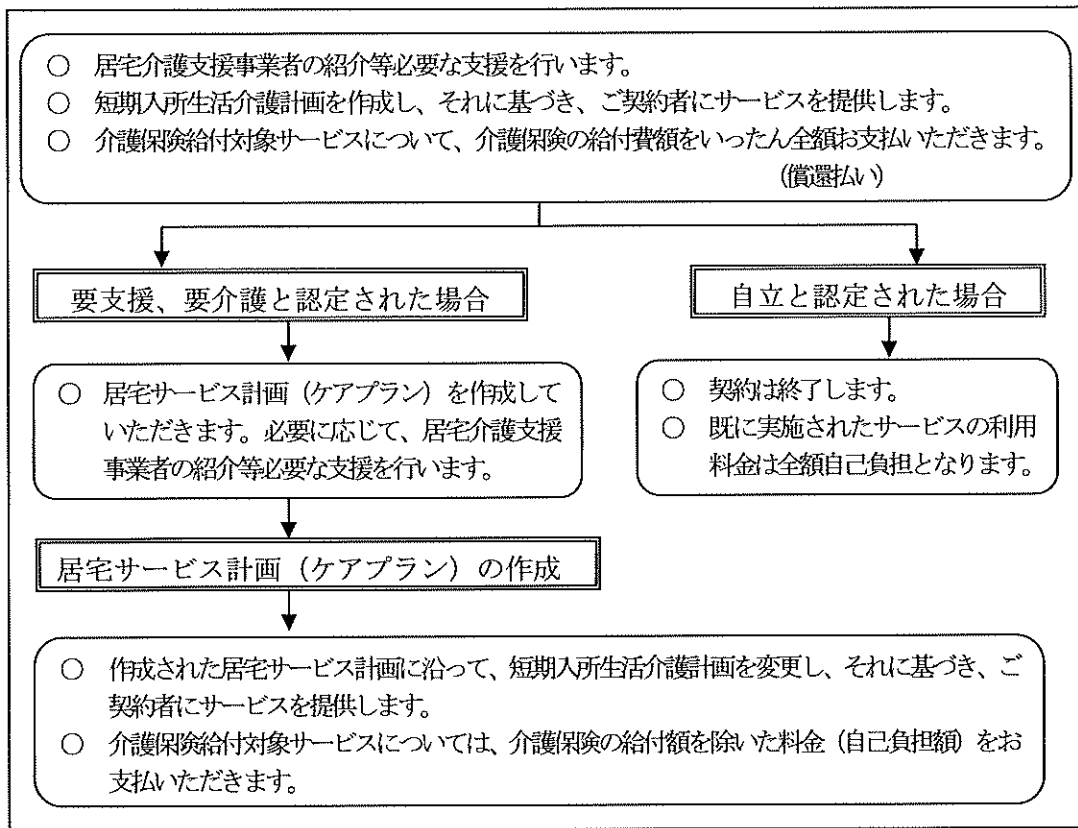 ○ 居宅介護支援事業者の紹介等必要な支援を行います。
○ 短期入所生活介護計画を作成し、それに基づき、ご契約者にサービスを提供します。
○ 介護保険給付対象サービスについて、介護保険の給付費額をいったん全額お支払いただきます。
(償還払い)
要支援、要介護と認定された場合
自立と認定された場合
○ 居宅サービス計画（ケアプラン）を作成して
いただきます。必要に応じて、居宅介護支援
事業者の紹介等必要な支援を行います。
○ 契約は終了します。
○ 既に実施されたサービスの利用
料金は全額自己負担となります。
居宅サービス計画（ケアプラン）の作成
○ 作成された居宅サービス計画に沿って、短期入所生活介護計画を変更し、それに基づき、ご
契約者にサービスを提供します。
○ 介護保険給付対象サービスについては、介護保険の給付額を除いた料金（自己負担額）をお
支払いただきます。